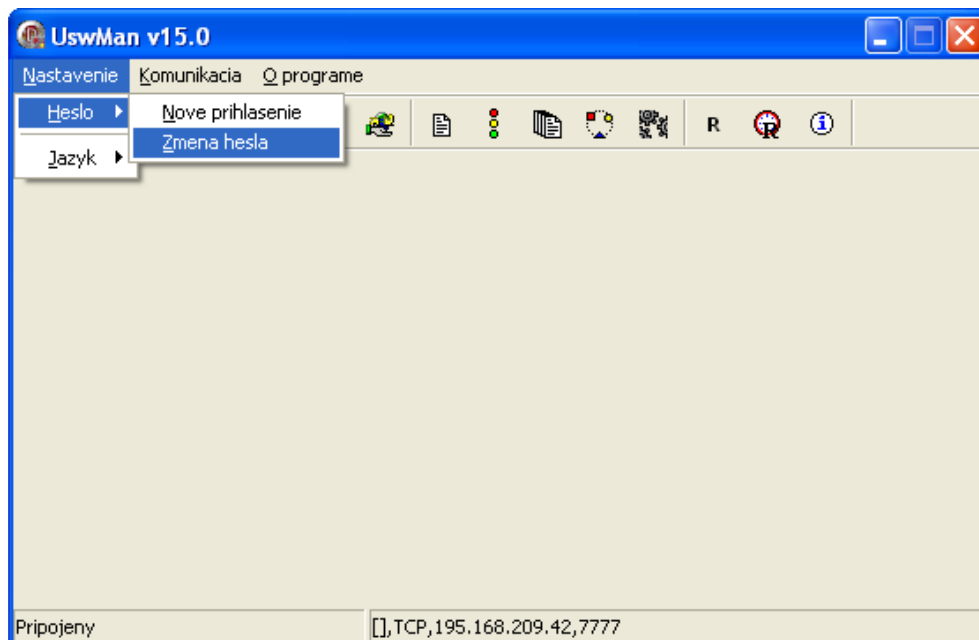 UswMan v15.0
Nastavenie Komunikacia O programe
Heslo Nove prihlasenie
Zmena hesla
Jazyk
R R i
Pripojeny [],TCP,195.168.209.42,7777